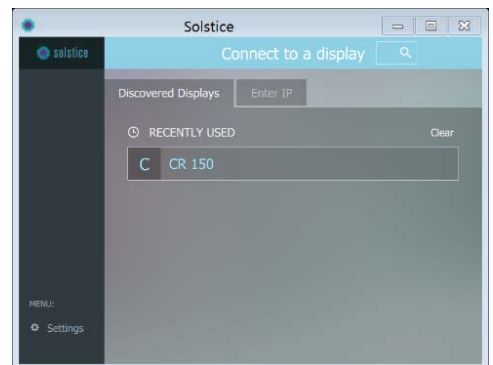 Solstice
solstice
Connect to a display
Discovered Displays
Enter IP
RECENTLY USED
Clear
C
CR 150
MENU:
Settings